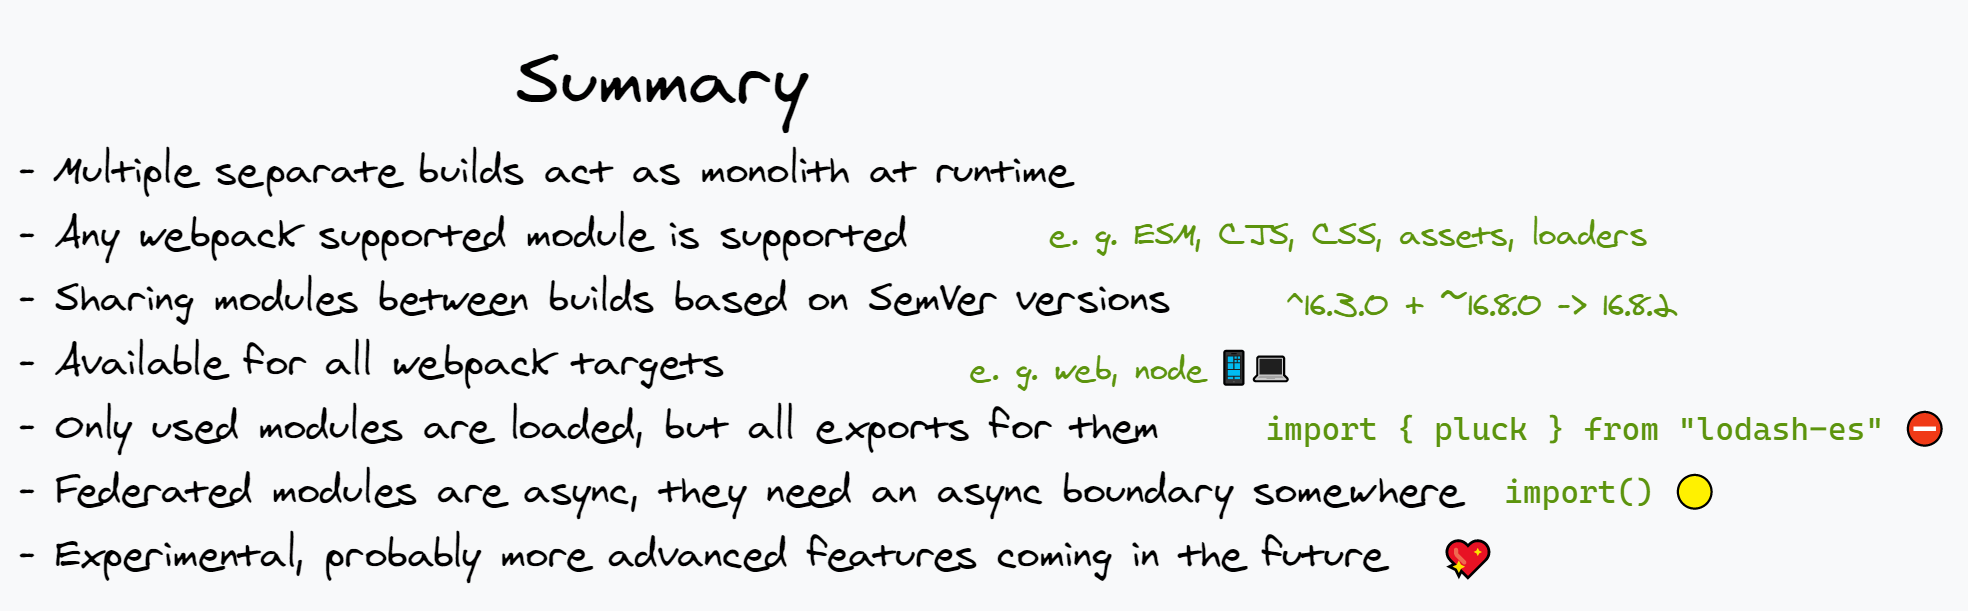 Summary
- Multiple separate builds act as monolith at runtime
- Any webpack supported module is supported e. g. ESM, CJS, CSS, assets, loaders
- Sharing modules between builds based on SemVer versions ^16.3.0 + ~16.8.0 -> 16.8.2
- Available for all webpack targets e. g. web, node
- Only used modules are loaded, but all exports for them import { pluck } from "lodash-es"
- Federated modules are async, they need an async boundary somewhere import()
- Experimental, probably more advanced features coming in the future